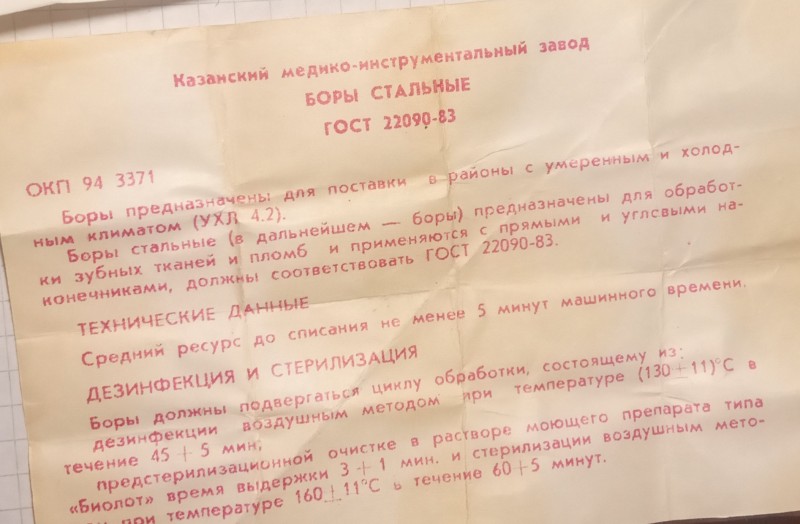 Казанский медико-инструментальный завод
БОРЫ СТАЛЬНЫЕ
ГОСТ 22090-83
ОКП 94 3371
Боры предназначены для поставки в районы с умеренным и холод-
ным климатом (УХЛ 4.2).
Боры стальные (в дальнейшем — боры) предназначены для обработ-
ки зубных тканей и пломб и применяются с прямыми и угловыми на-
конечниками, должны соответствовать ГОСТ 22090-83.
ТЕХНИЧЕСКИЕ ДАННЫЕ
Средний ресурс до списания не менее 5 минут машинного времени.
ДЕЗИНФЕКЦИЯ И СТЕРИЛИЗАЦИЯ
Боры должны подвергаться циклу обработки, состоящему из:
дезинфекции воздушным методом при температуре (130±11)°С в
течение 45+5 мин;
предстерилизационной очистке в растворе моющего препарата типа
«Биолот» время выдержки 3+1 мин. и стерилизации воздушным мето-
при температуре 160±11°С в течение 60+5 минут.